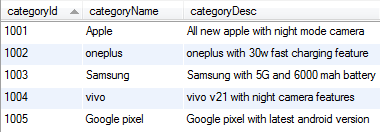 categoryId categoryName categoryDesc
1001 Apple All new apple with night mode camera
1002 oneplus oneplus with 30w fast charging feature
1003 Samsung Samsung with 5G and 6000 mah battery
1004 vivo vivo v21 with night camera features
1005 Google pixel Google pixel with latest android version